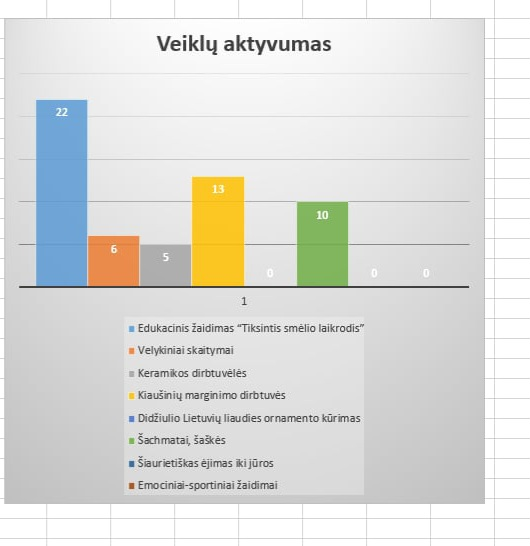 Veiklų aktyvumas
22
6
5
13
0
10
0
0
1
Edukacinis žaidimas “Tiksintis smėlio laikrodis”
Velykiniai skaitymai
Keramikos dirbtuvėlės
Kiaušinių marginimo dirbtuvės
Didžiulio Lietuvių liaudies ornamento kūrimas
Šachmatai, šaškės
Šiaurietiškas ėjimas iki jūros
Emociniai-sportiniai žaidimai